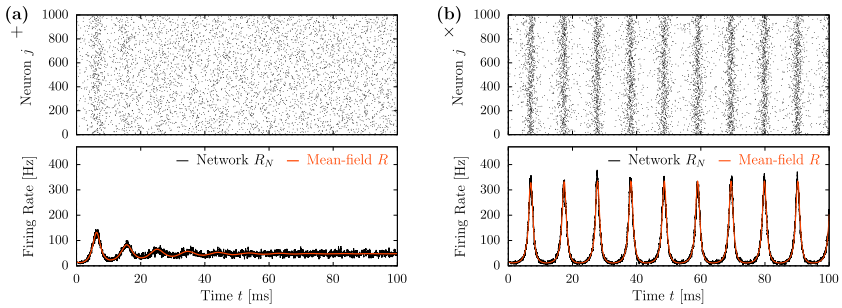 (a)
+
1000
800
600
400
200
0
Neuron j
400
300
200
100
0
Firing Rate [Hz]
Network R_N
Mean-field R
0 20 40 60 80 100
Time t [ms]
(b)
×
1000
800
600
400
200
0
Neuron j
400
300
200
100
0
Firing Rate [Hz]
Network R_N
Mean-field R
0 20 40 60 80 100
Time t [ms]